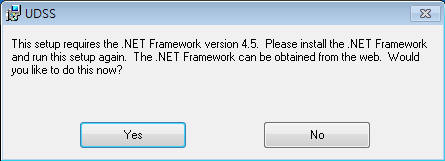 UDSS
This setup requires the .NET Framework version 4.5.  Please install the .NET Framework
and run this setup again.  The .NET Framework can be obtained from the web.  Would
you like to do this now?
Yes
No